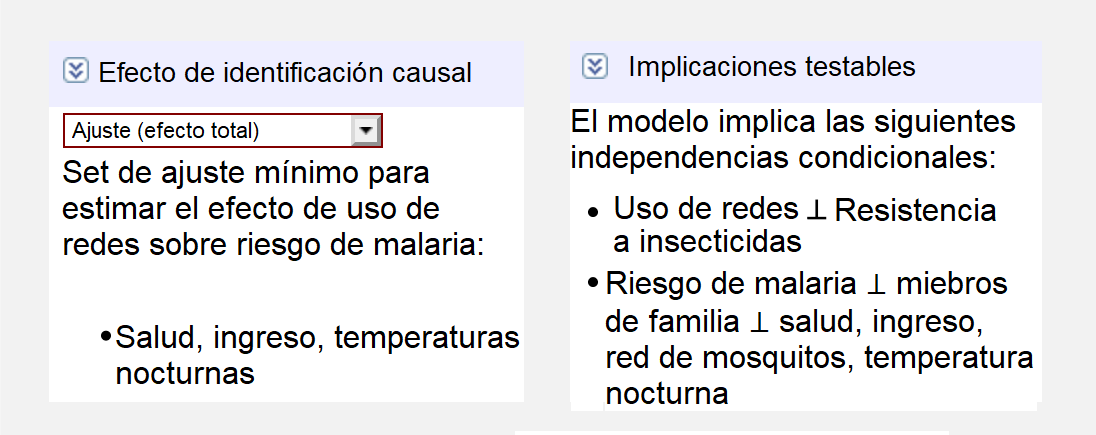 Efecto de identificación causal
Ajuste (efecto total)
Set de ajuste mínimo para
estimar el efecto de uso de
redes sobre riesgo de malaria:
•Salud, ingreso, temperaturas
nocturnas
Implicaciones testables
El modelo implica las siguientes
independencias condicionales:
• Uso de redes ⊥ Resistencia
a insecticidas
• Riesgo de malaria ⊥ miebros
de familia ⊥ salud, ingreso,
red de mosquitos, temperatura
nocturna